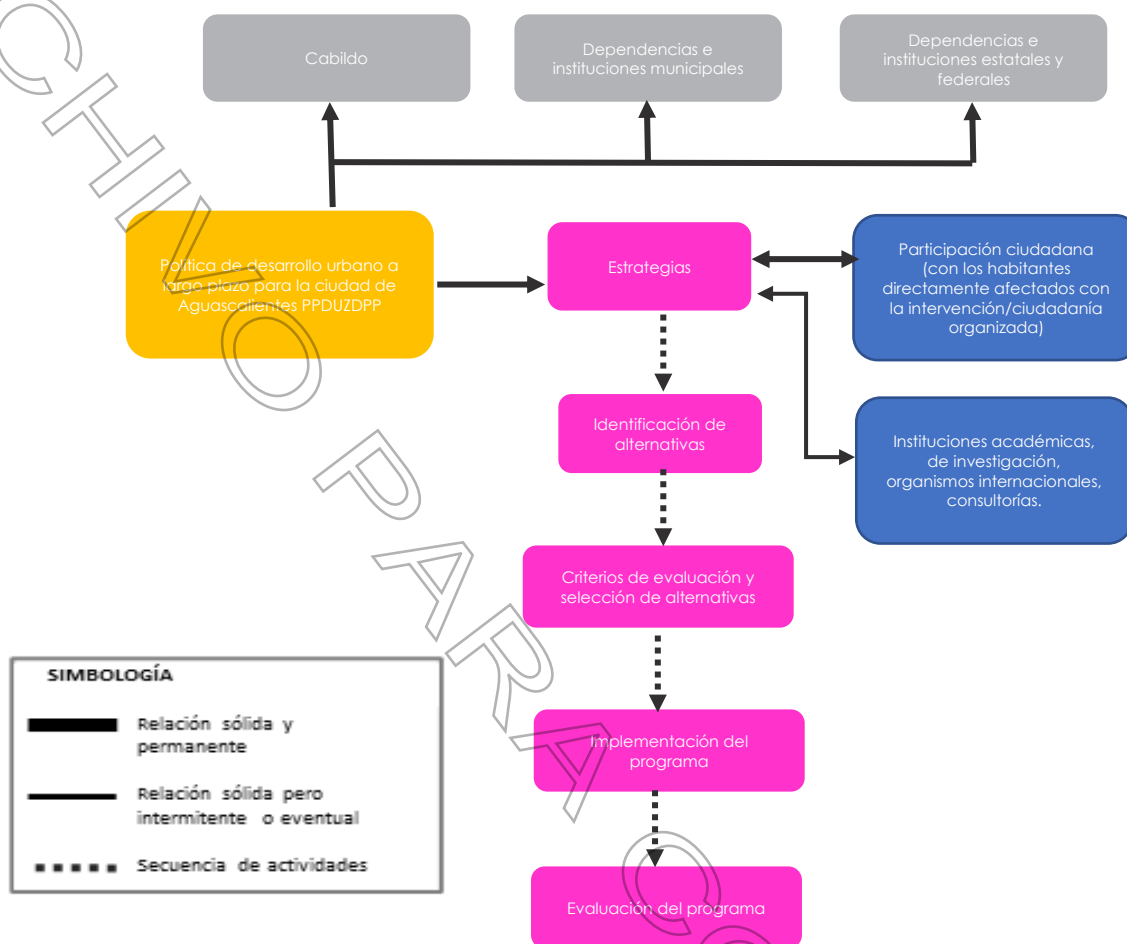 Cabildo
Dependencias e
instituciones municipales
Dependencias e
instituciones estatales y
federales
Política de desarrollo urbano a
largo plazo para la ciudad de
Aguascalientes PPDUZDPP
Estrategias
Participación ciudadana
(con los habitantes
directamente afectados con
la intervención/ciudadanía
organizada)
Identificación de
alternativas
Instituciones académicas,
de investigación,
organismos internacionales,
consultorías.
Criterios de evaluación y
selección de alternativas
Implementación del
programa
Evaluación del programa
SIMBOLOGÍA
Relación sólida y
permanente
Relación sólida pero
intermitente o eventual
Secuencia de actividades
CHIVO PARA CO